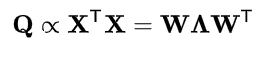 𝐐 ∝ 𝐗ᵀ𝐗 = 𝐖𝚲𝐖ᵀ